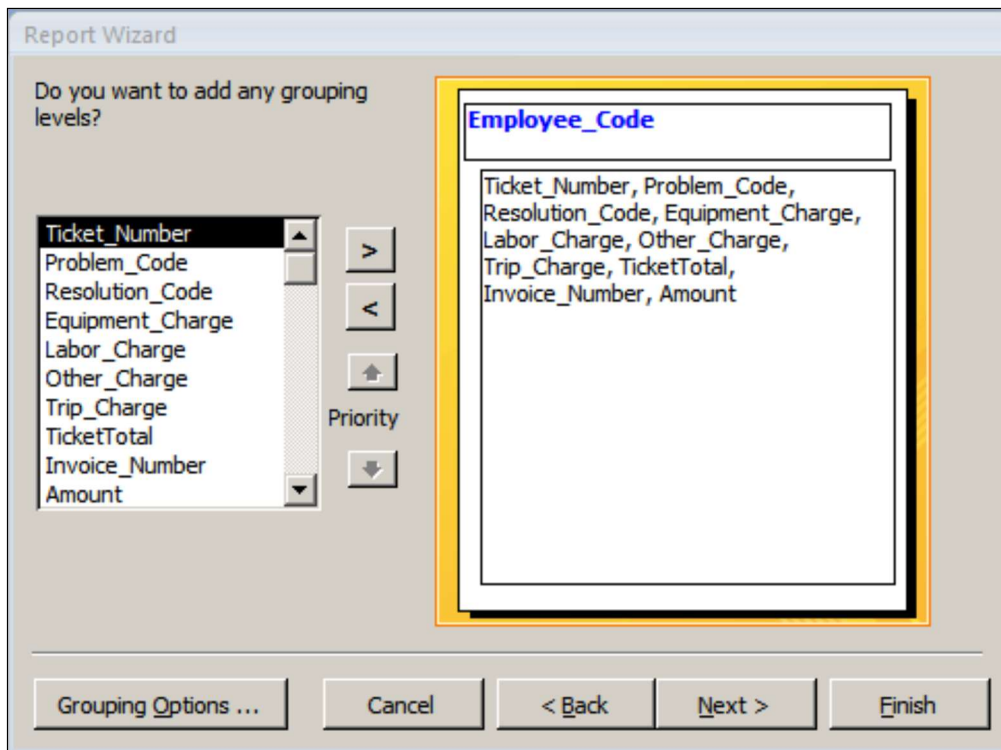 Report Wizard
Do you want to add any grouping
levels?
Ticket_Number
Problem_Code
Resolution_Code
Equipment_Charge
Labor_Charge
Other_Charge
Trip_Charge
TicketTotal
Invoice_Number
Amount
>
<
Priority
Employee_Code
Ticket_Number, Problem_Code,
Resolution_Code, Equipment_Charge,
Labor_Charge, Other_Charge,
Trip_Charge, TicketTotal,
Invoice_Number, Amount
Grouping Options ...
Cancel
< Back
Next >
Finish